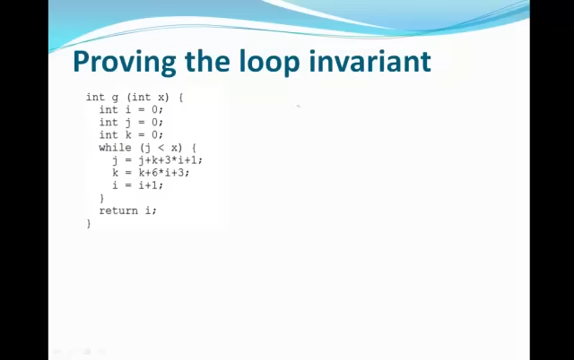 Proving the loop invariant
int g (int x) {
  int i = 0;
  int j = 0;
  int k = 0;
  while (j < x) {
    j = j+k+3*i+1;
    k = k+6*i+3;
    i = i+1;
  }
  return i;
}